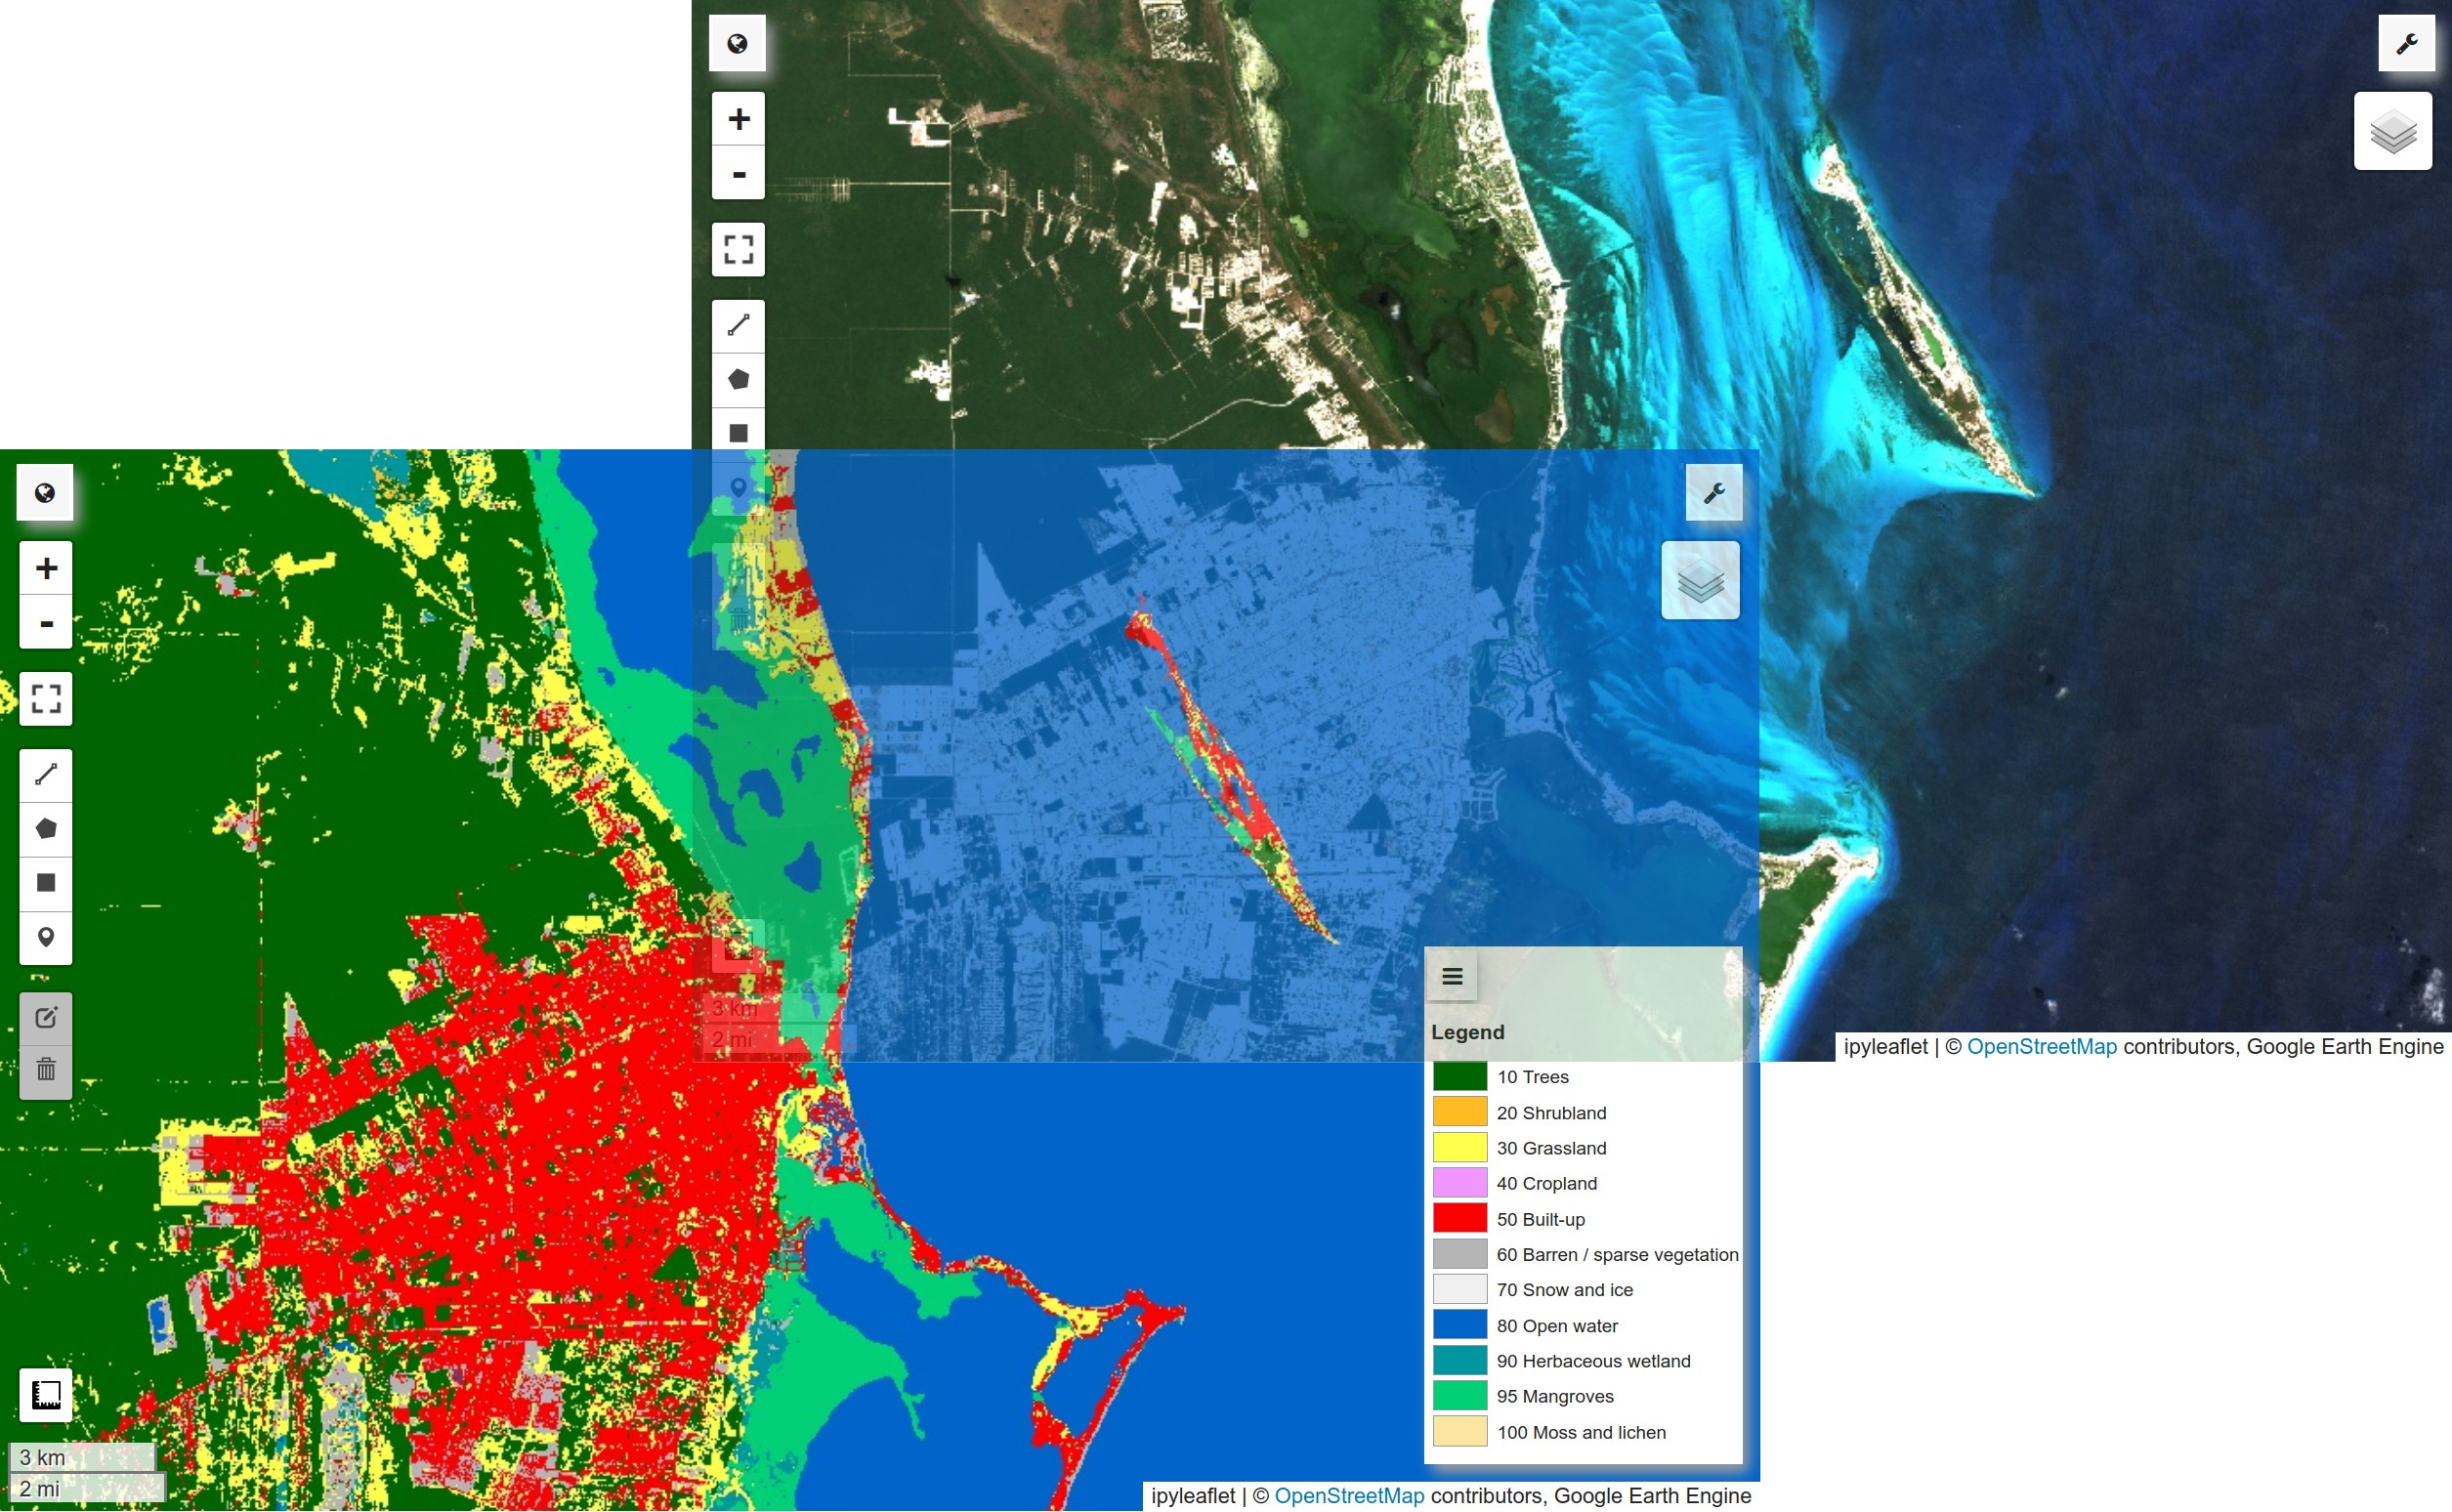 +
-
+
-
3 km
2 mi
Legend
ipyleaflet | © OpenStreetMap contributors, Google Earth Engine
10 Trees
20 Shrubland
30 Grassland
40 Cropland
50 Built-up
60 Barren / sparse vegetation
70 Snow and ice
80 Open water
90 Herbaceous wetland
95 Mangroves
100 Moss and lichen
3 km
2 mi
ipyleaflet | © OpenStreetMap contributors, Google Earth Engine